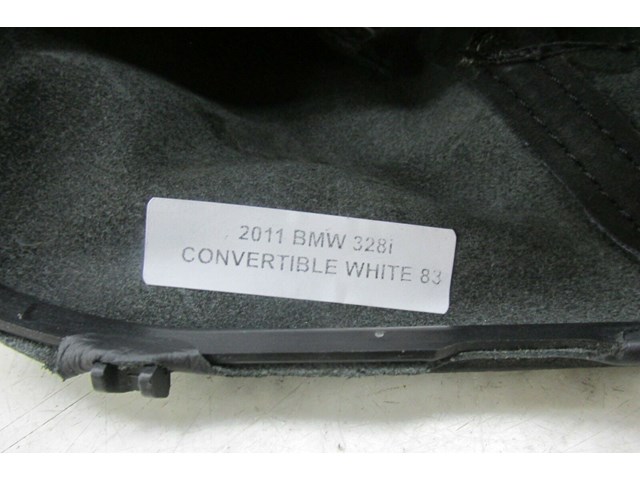 2011 BMW 328i
CONVERTIBLE WHITE 83